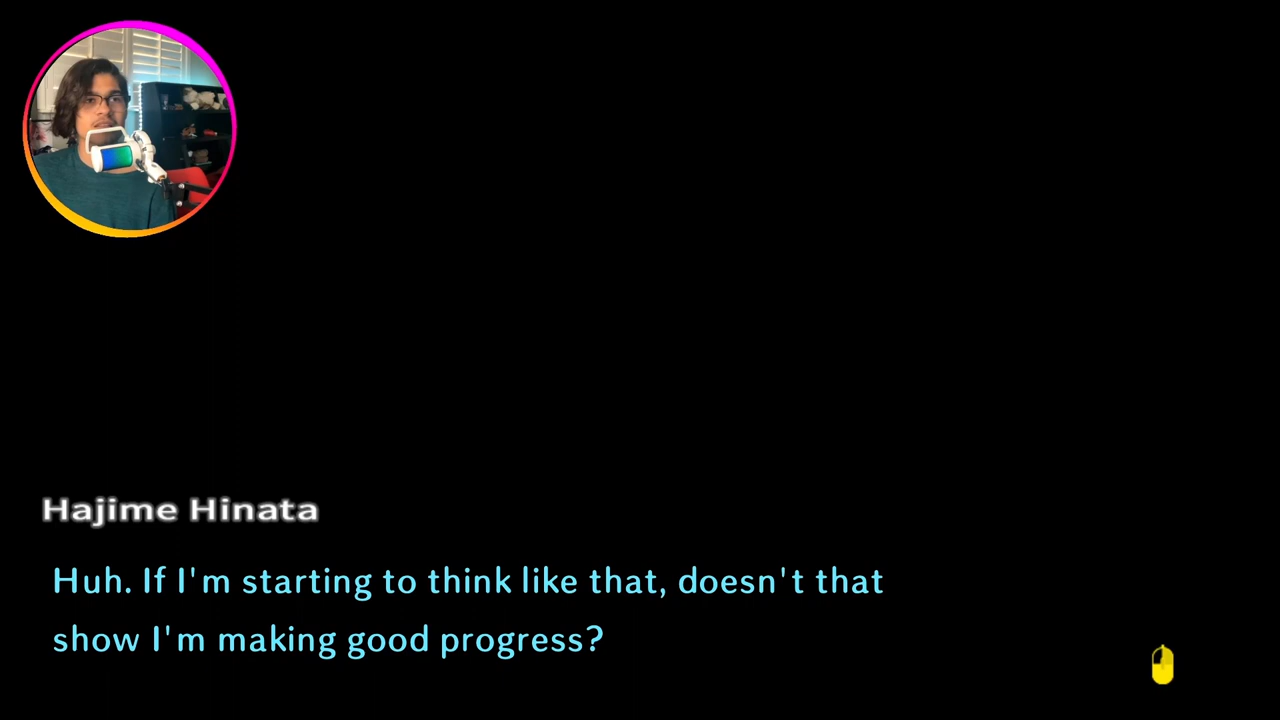 Hajime Hinata
Huh. If I'm starting to think like that, doesn't that
show I'm making good progress?